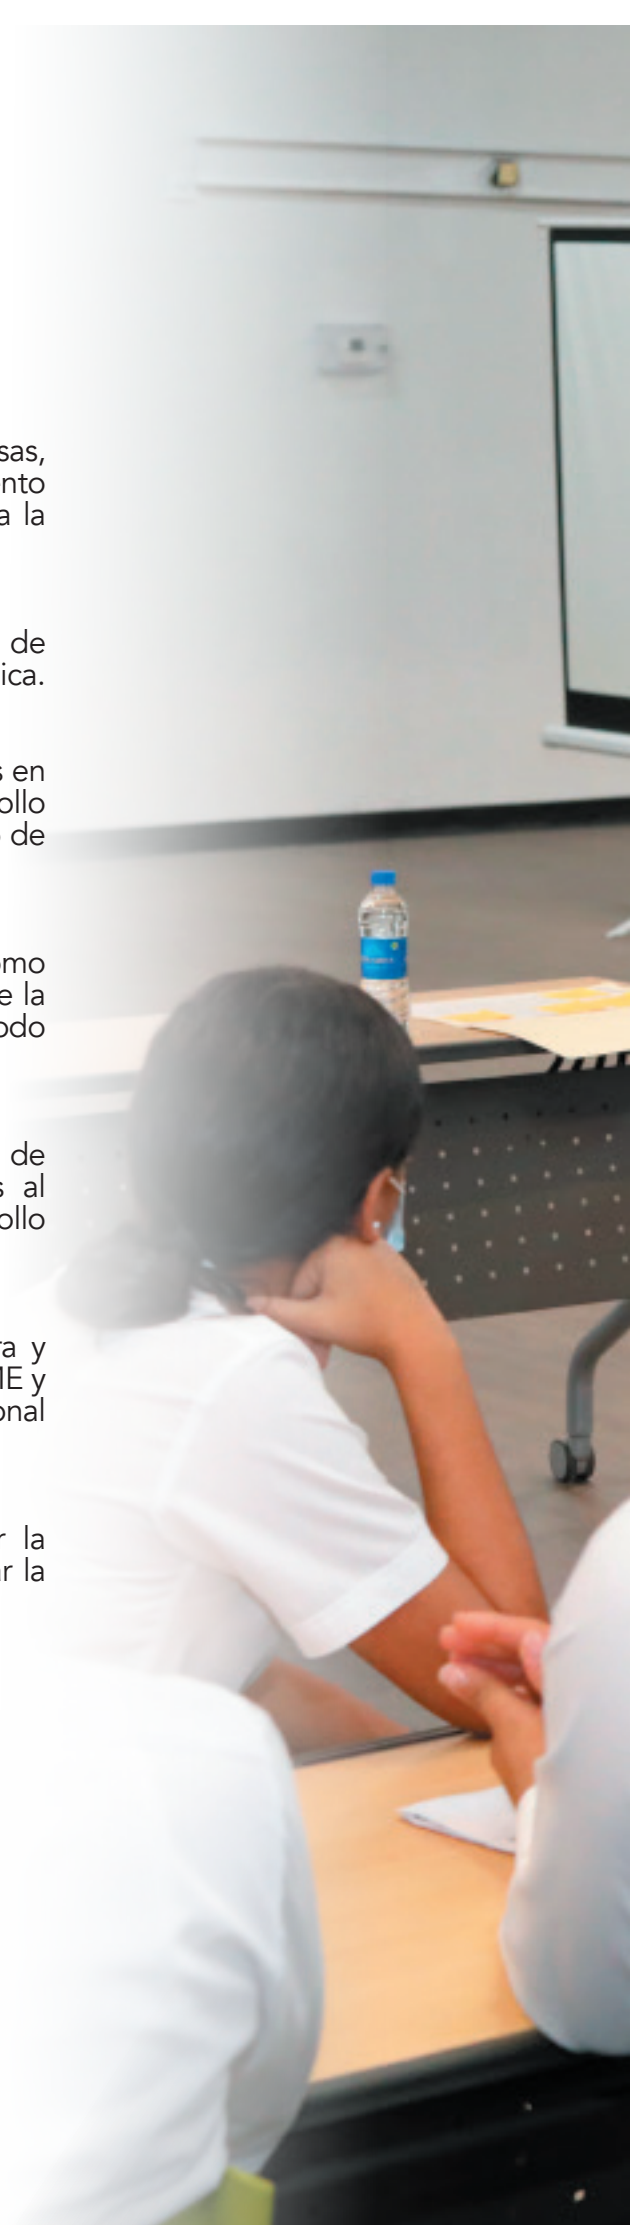 sas,
nto
a la
de
ica.
s en
ollo
de
omo
e la
odo
de
s al
ollo
ra y
IE y
onal
r la
r la